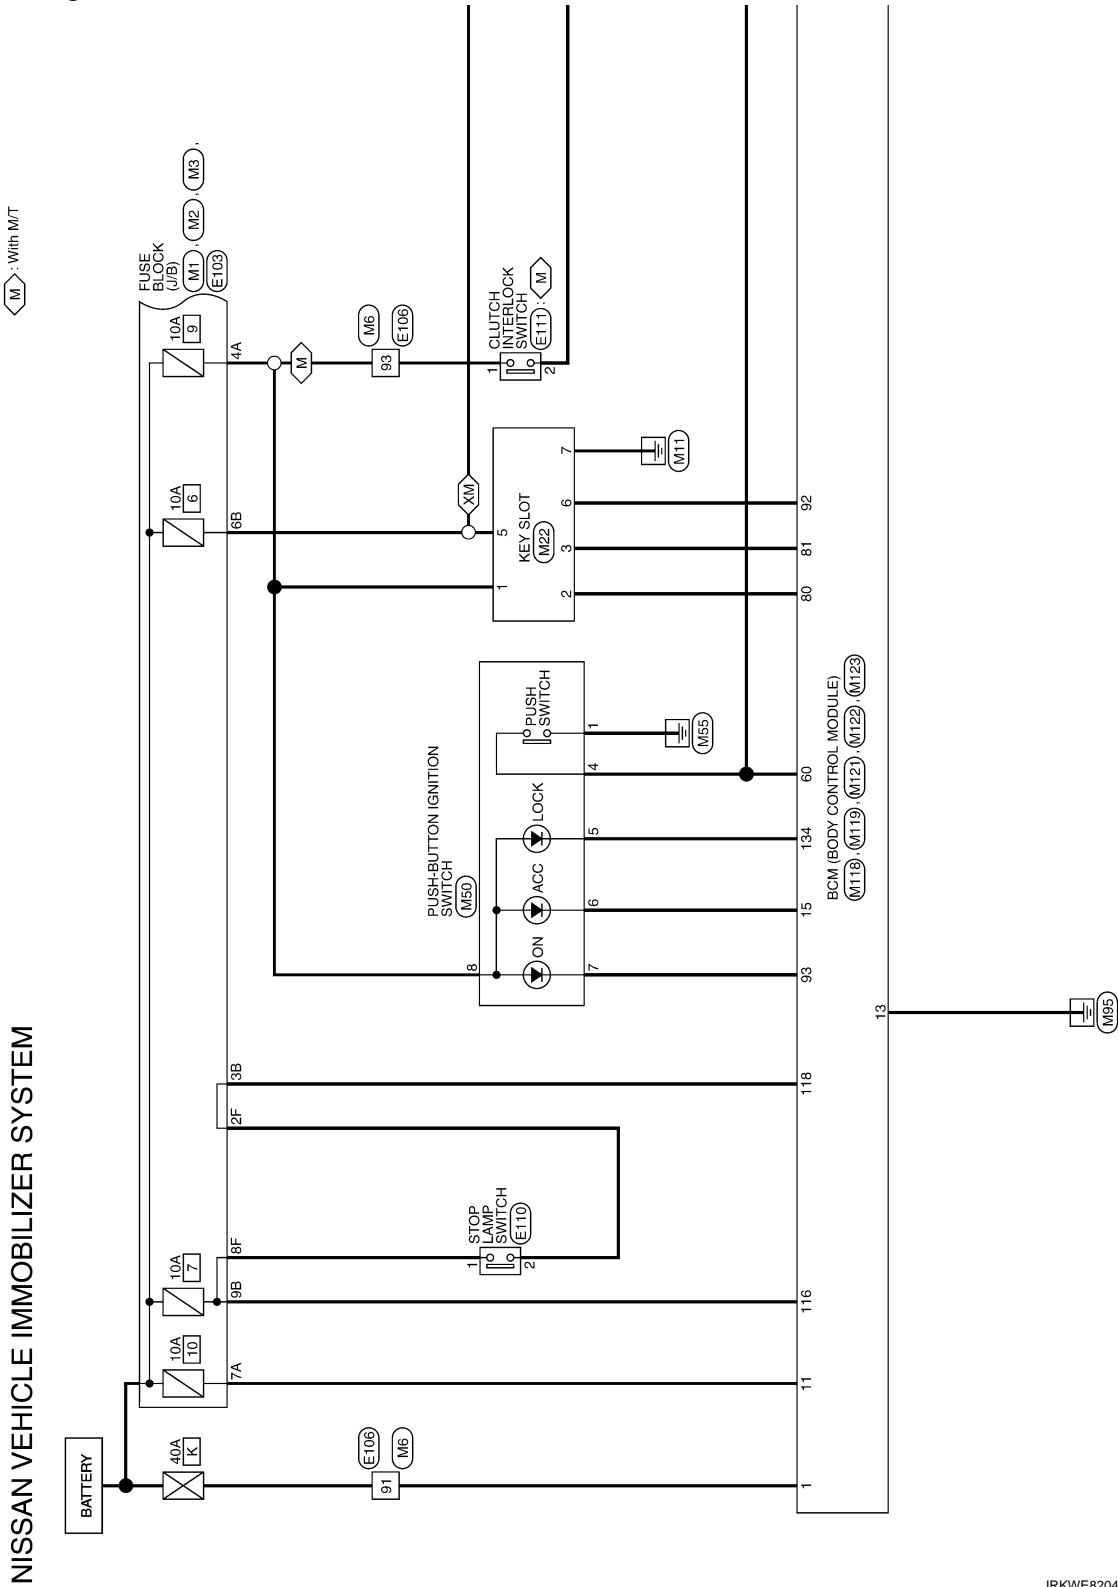 NISSAN VEHICLE IMMOBILIZER SYSTEM
M : With M/T
BATTERY
40A
K
10A
10
10A
7
10A
6
10A
9
FUSE
BLOCK
(J/B)
M1 , M2 , M3 ,
E103
7A
9B
8F
2F
3B
6B
4A
M
E106
M6
91
M6
E106
93
STOP
LAMP
SWITCH
E110
1
2
PUSH-BUTTON IGNITION
SWITCH
M50
8
ON
ACC
LOCK
PUSH
SWITCH
7
6
5
4
1
M55
KEY SLOT
M22
1
5
2
3
6
7
XM
M11
CLUTCH
INTERLOCK
SWITCH
E111 : M
1
2
1
11
116
118
93
15
134
60
80
81
92
BCM (BODY CONTROL MODULE)
M118 , M119 , M121 , M122 , M123
13
M95